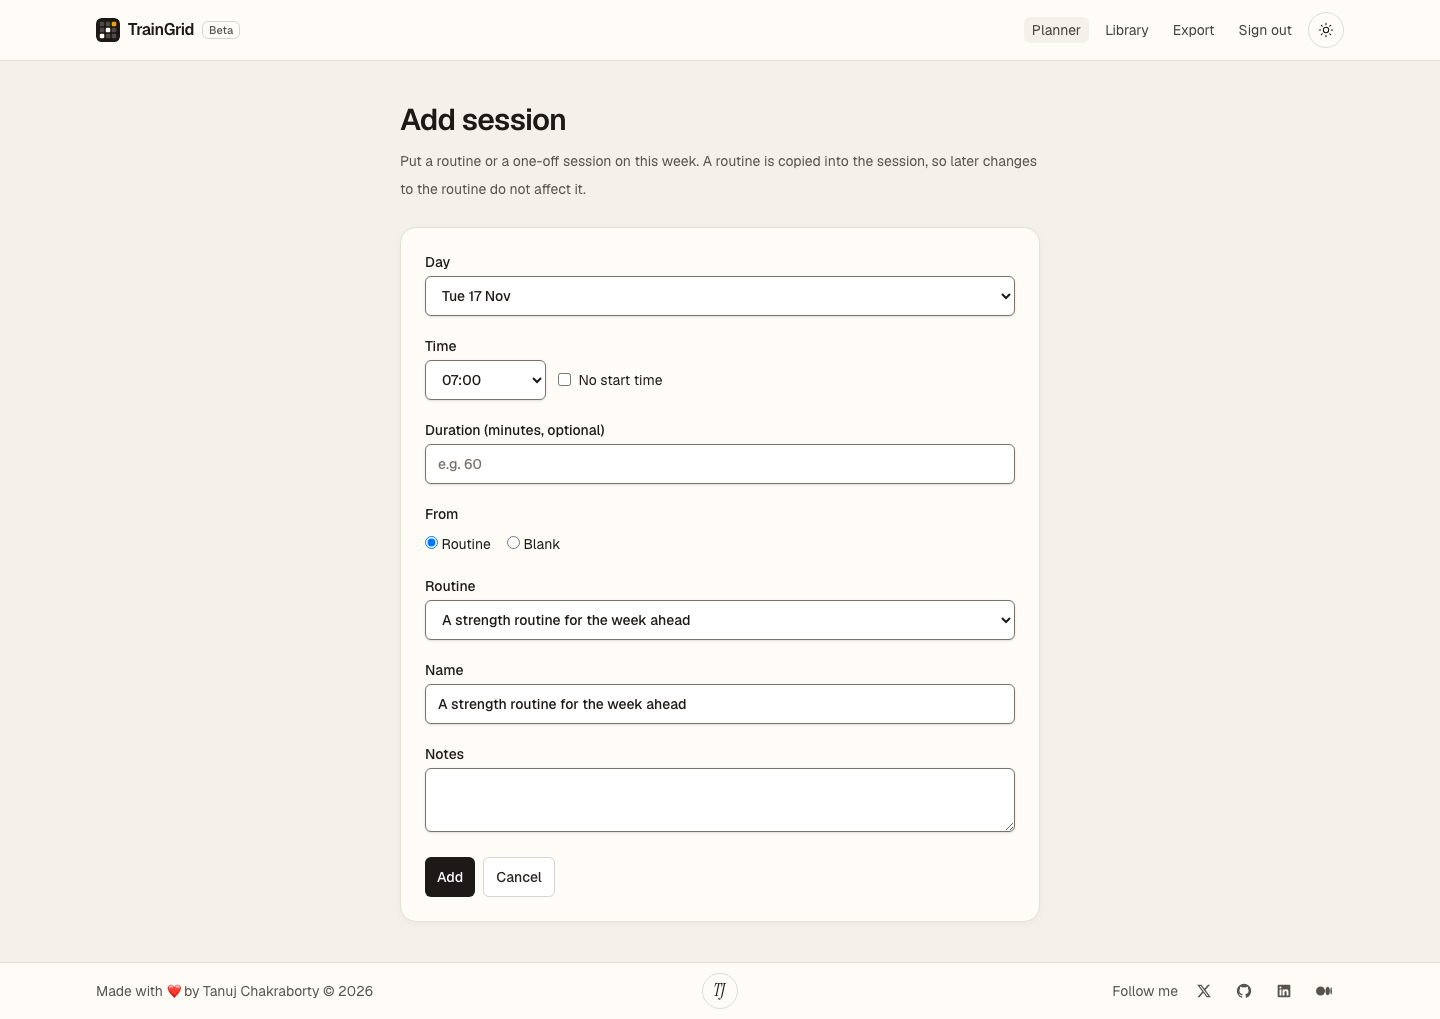 TrainGrid Beta Planner Library Export Sign out
Add session
Put a routine or a one-off session on this week. A routine is copied into the session, so later changes
to the routine do not affect it.
Day
Tue 17 Nov
Time
07:00 No start time
Duration (minutes, optional)
e.g. 60
From
Routine Blank
Routine
A strength routine for the week ahead
Name
A strength routine for the week ahead
Notes
Add Cancel
Made with ❤️ by Tanuj Chakraborty © 2026 TJ Follow me